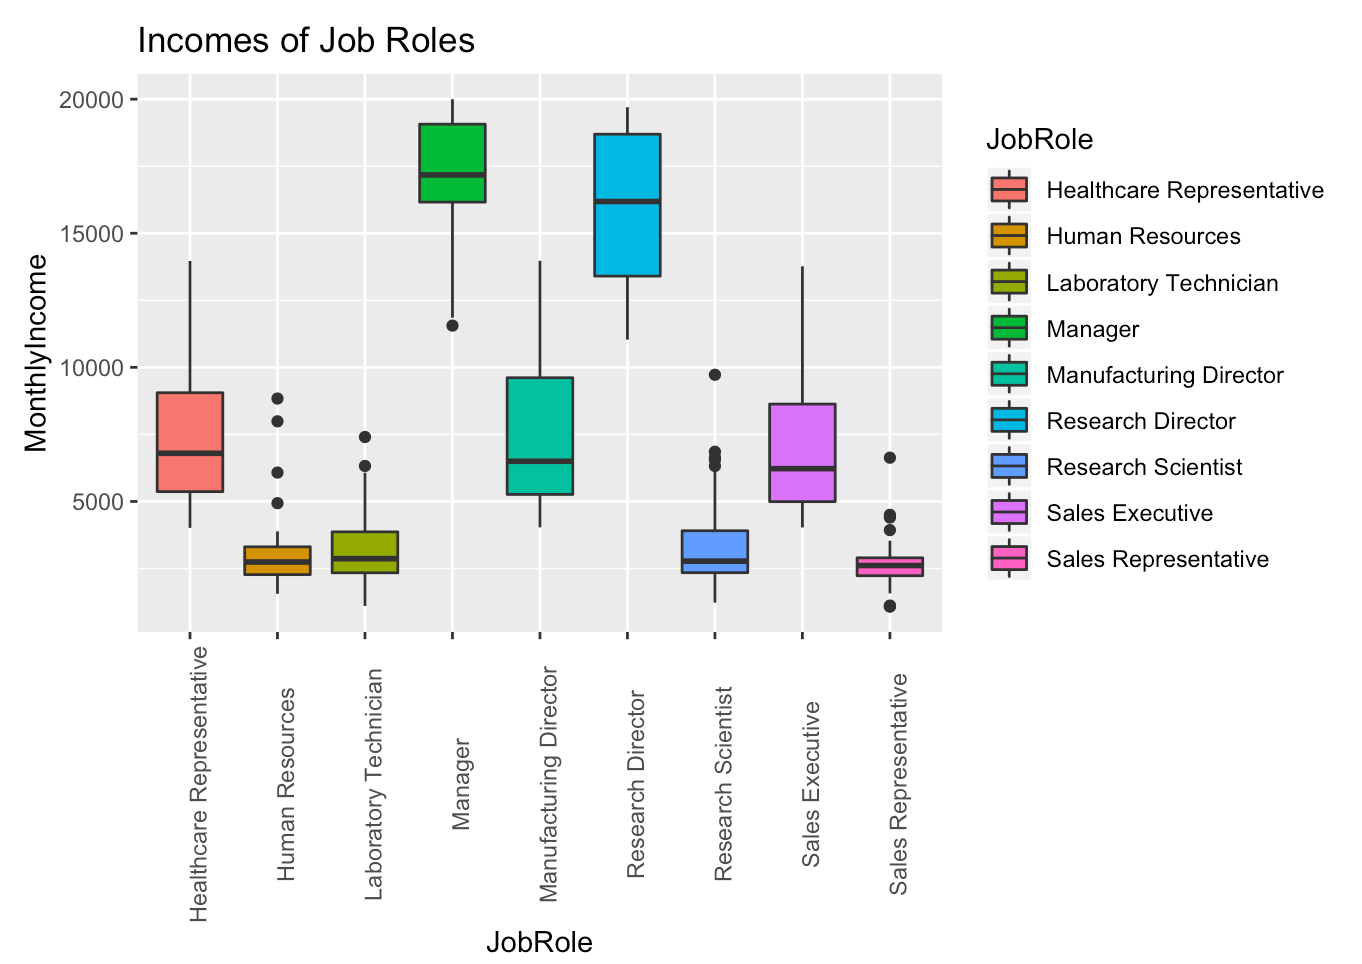 Incomes of Job Roles
MonthlyIncome
20000
15000
10000
5000
Healthcare Representative
Human Resources
Laboratory Technician
Manager
Manufacturing Director
Research Director
Research Scientist
Sales Executive
Sales Representative
JobRole
JobRole
Healthcare Representative
Human Resources
Laboratory Technician
Manager
Manufacturing Director
Research Director
Research Scientist
Sales Executive
Sales Representative